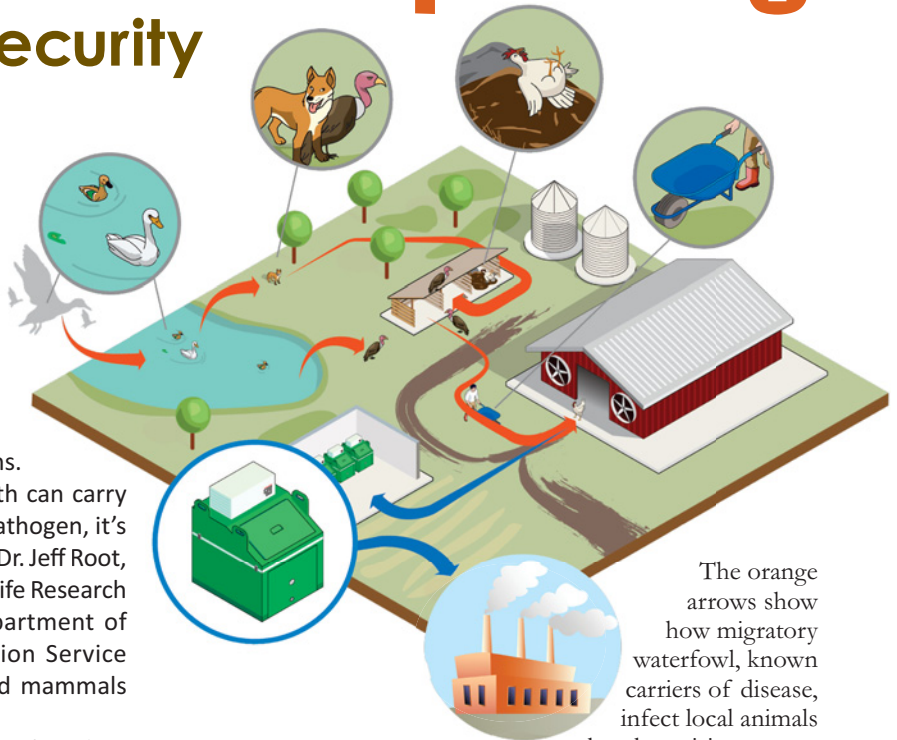 ecurity
ns.
th can carry
athogen, it's
Dr. Jeff Root,
ife Research
partment of
ion Service
d mammals
The orange
arrows show
how migratory
waterfowl, known
carriers of disease,
infect local animals